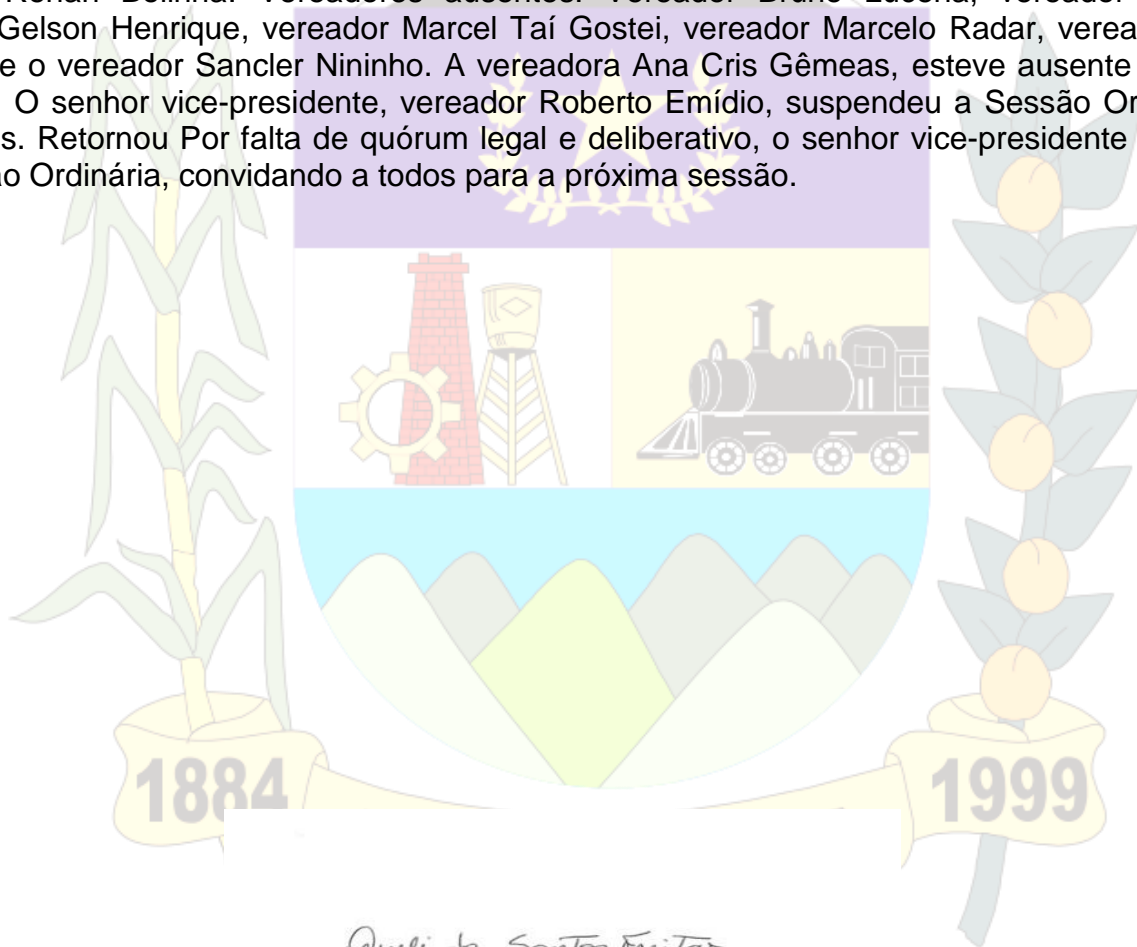 Renan Bolinha. Vereadores ausentes: Vereador Bruno Lucena, vereador
Gelson Henrique, vereador Marcel Taí Gostei, vereador Marcelo Radar,
e o vereador Sancler Nininho. A vereadora Ana Cris Gêmeas, esteve ausente
O senhor vice-presidente, vereador Roberto Emídio, suspendeu a Sessão
s. Retornou Por falta de quórum legal e deliberativo, o senhor vice-presidente
ão Ordinária, convidando a todos para a próxima sessão.
1884 1999